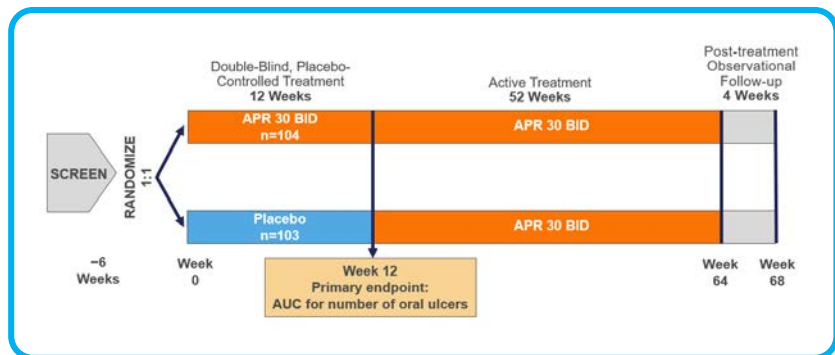 Double-Blind, Placebo-
Controlled Treatment
12 Weeks
Active Treatment
52 Weeks
Post-treatment
Observational
Follow-up
4 Weeks
SCREEN
RANDOMIZE
1:1
APR 30 BID
n=104
APR 30 BID
Placebo
n=103
APR 30 BID
−6
Weeks
Week
0
Week 12
Primary endpoint:
AUC for number of oral ulcers
Week
64
Week
68